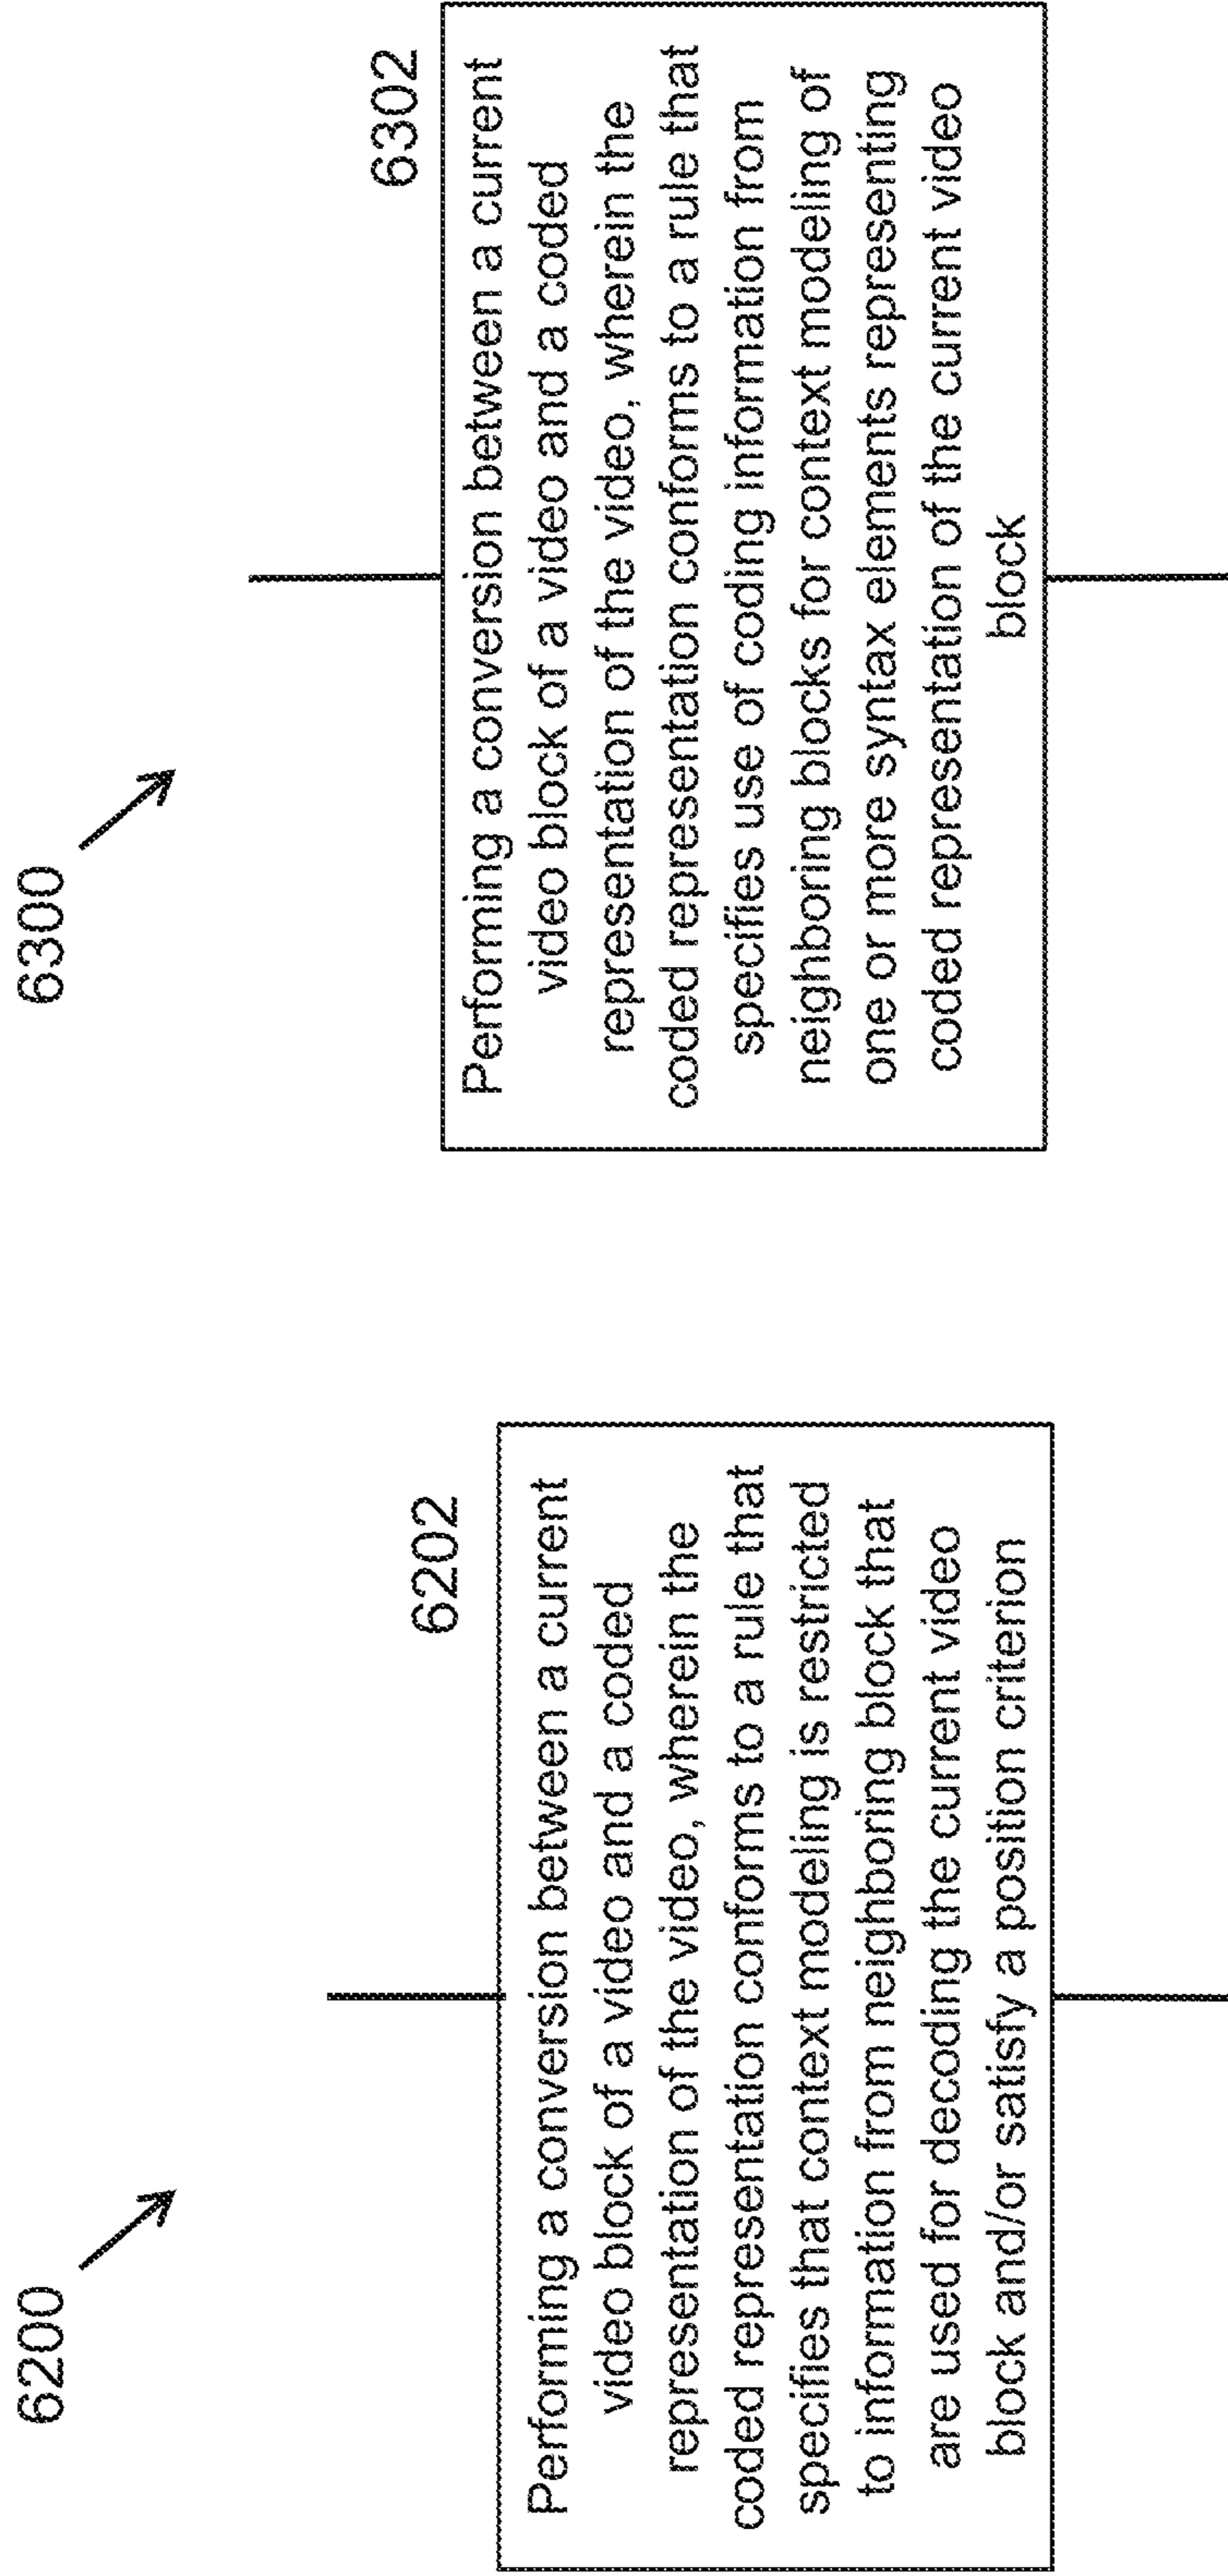 6200
6202
Performing a conversion between a current
video block of a video and a coded
representation of the video, wherein the
coded representation conforms to a rule that
specifies that context modeling is restricted
to information from neighboring block that
are used for decoding the current video
block and/or satisfy a position criterion
6300
6302
Performing a conversion between a current
video block of a video and a coded
representation of the video, wherein the
coded representation conforms to a rule that
specifies use of coding information from
neighboring blocks for context modeling of
one or more syntax elements representing
coded representation of the current video
block